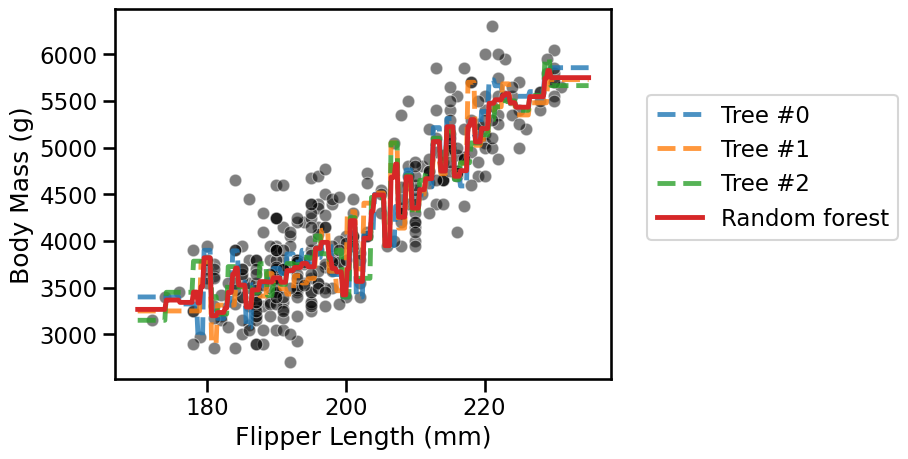 6000
5500
5000
4500
4000
3500
3000
Body Mass (g)
180 200 220
Flipper Length (mm)
Tree #0
Tree #1
Tree #2
Random forest